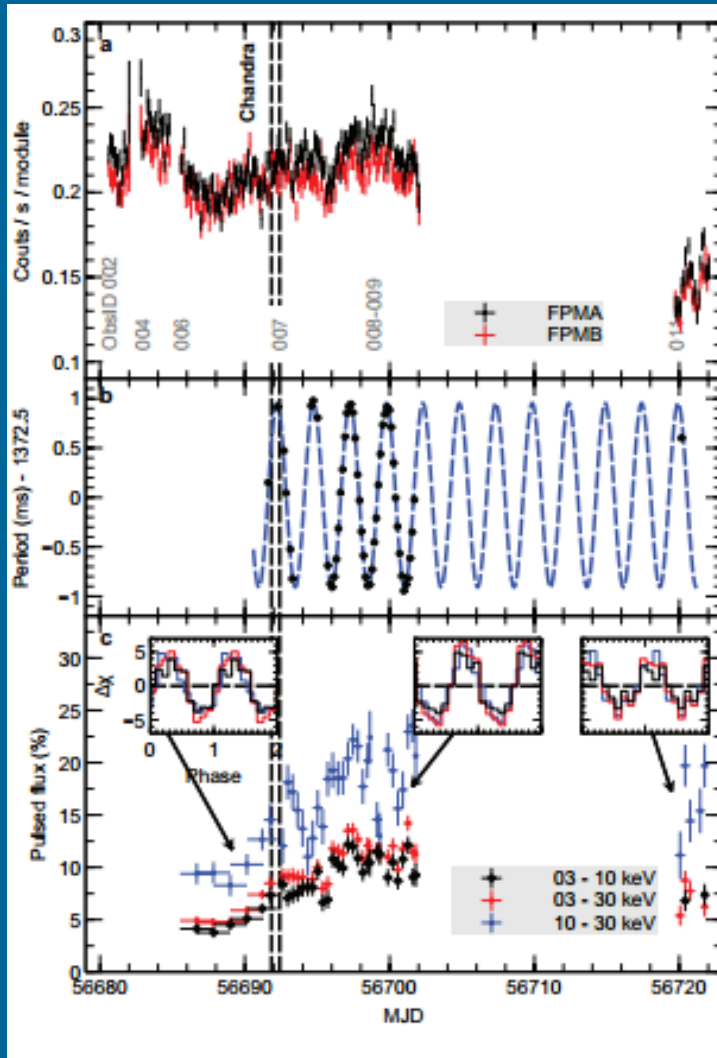 a
0.3
0.25
0.2
0.15
0.1
Couts / s / module
Chandra
ObsID 002
004
006
007
008-009
011
FPMA
FPMB
b
1
0.5
0
−0.5
−1
Period (ms) - 1372.5
c
30
25
20
15
10
5
0
Pulsed flux (%)
Δχ
5
0
−5
0
1
2
Phase
03 - 10 keV
03 - 30 keV
10 - 30 keV
56680
56690
56700
56710
56720
MJD